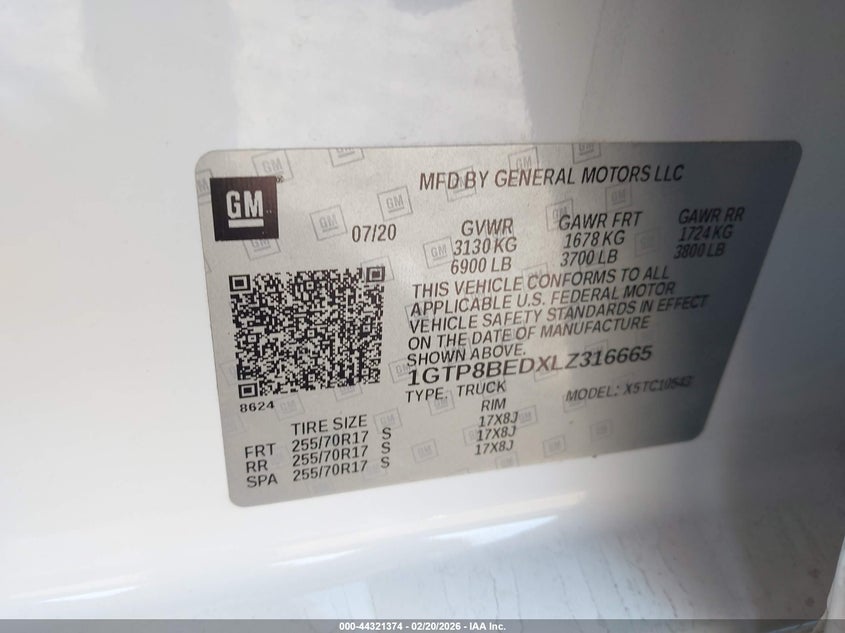 GM
MFD BY GENERAL MOTORS LLC
07/20
GVWR GAWR FRT GAWR RR
3130 KG 1678 KG 1724 KG
6900 LB 3700 LB 3800 LB
THIS VEHICLE CONFORMS TO ALL
APPLICABLE U.S. FEDERAL MOTOR
VEHICLE SAFETY STANDARDS IN EFFECT
ON THE DATE OF MANUFACTURE
SHOWN ABOVE.
1GTP8BEDXLZ316665
TYPE: TRUCK MODEL: X5TC10543
8624
TIRE SIZE RIM
FRT 255/70R17 S 17X8J
RR 255/70R17 S 17X8J
SPA 255/70R17 S 17X8J
000-44321374 | 02/20/2026 - IAA Inc.